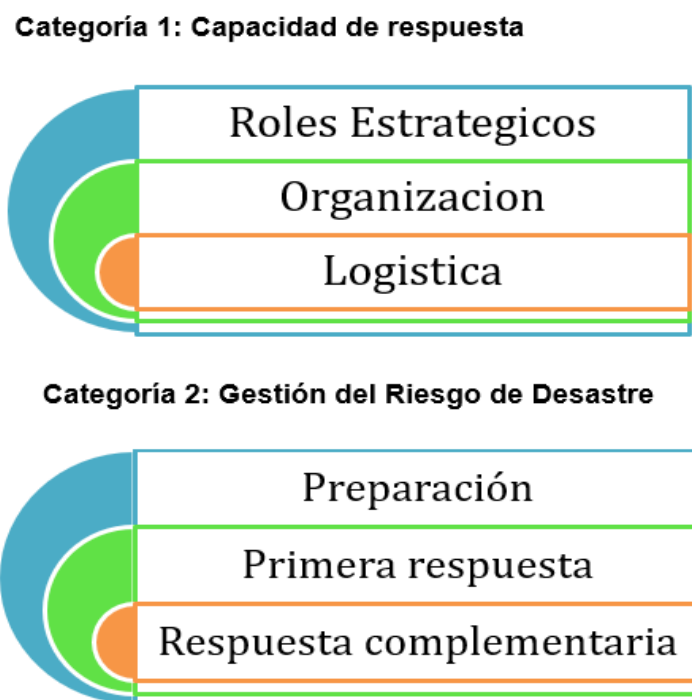 Categoría 1: Capacidad de respuesta
Roles Estrategicos
Organizacion
Logistica
Categoría 2: Gestión del Riesgo de Desastre
Preparación
Primera respuesta
Respuesta complementaria